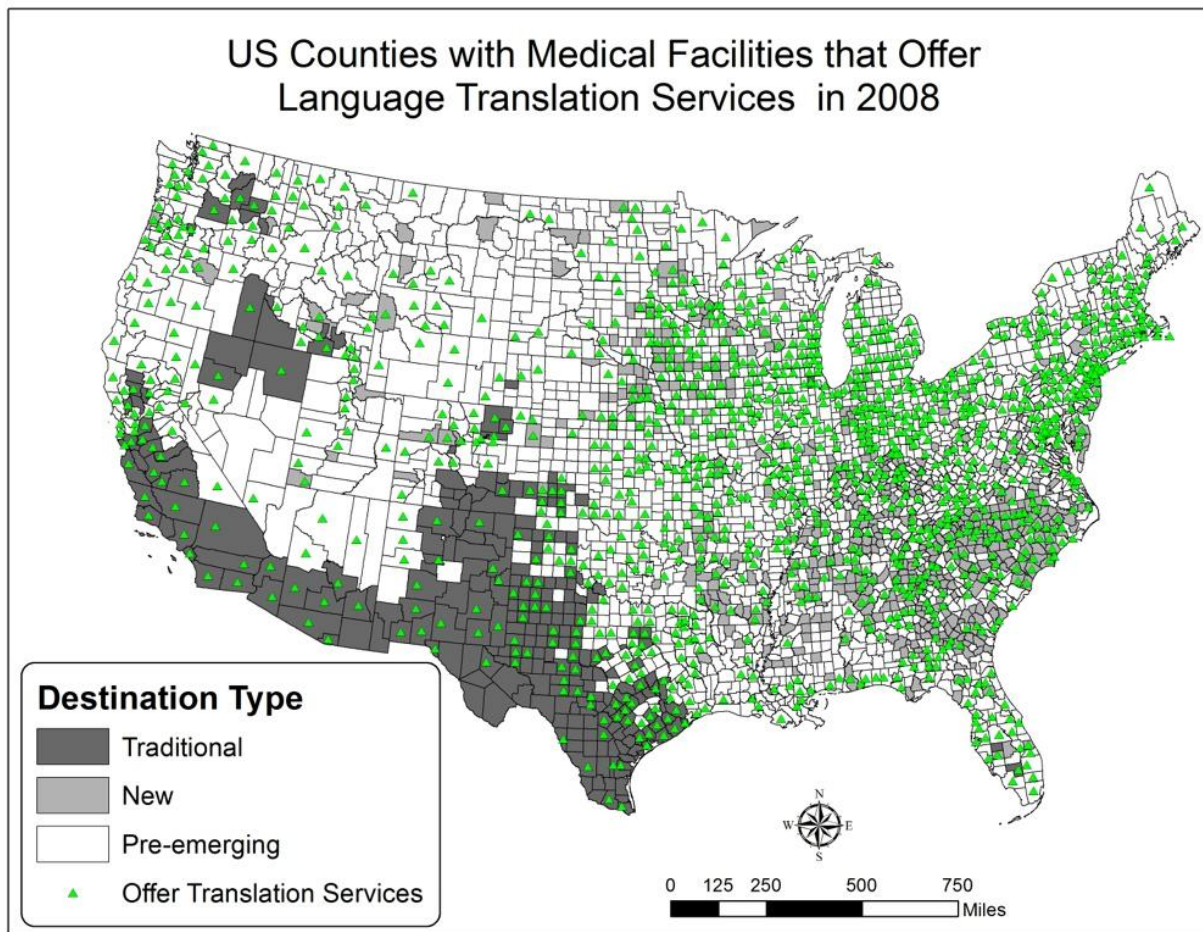 US Counties with Medical Facilities that Offer
Language Translation Services in 2008
Destination Type
Traditional
New
Pre-emerging
Offer Translation Services
N
W E
S
0 125 250 500 750
Miles